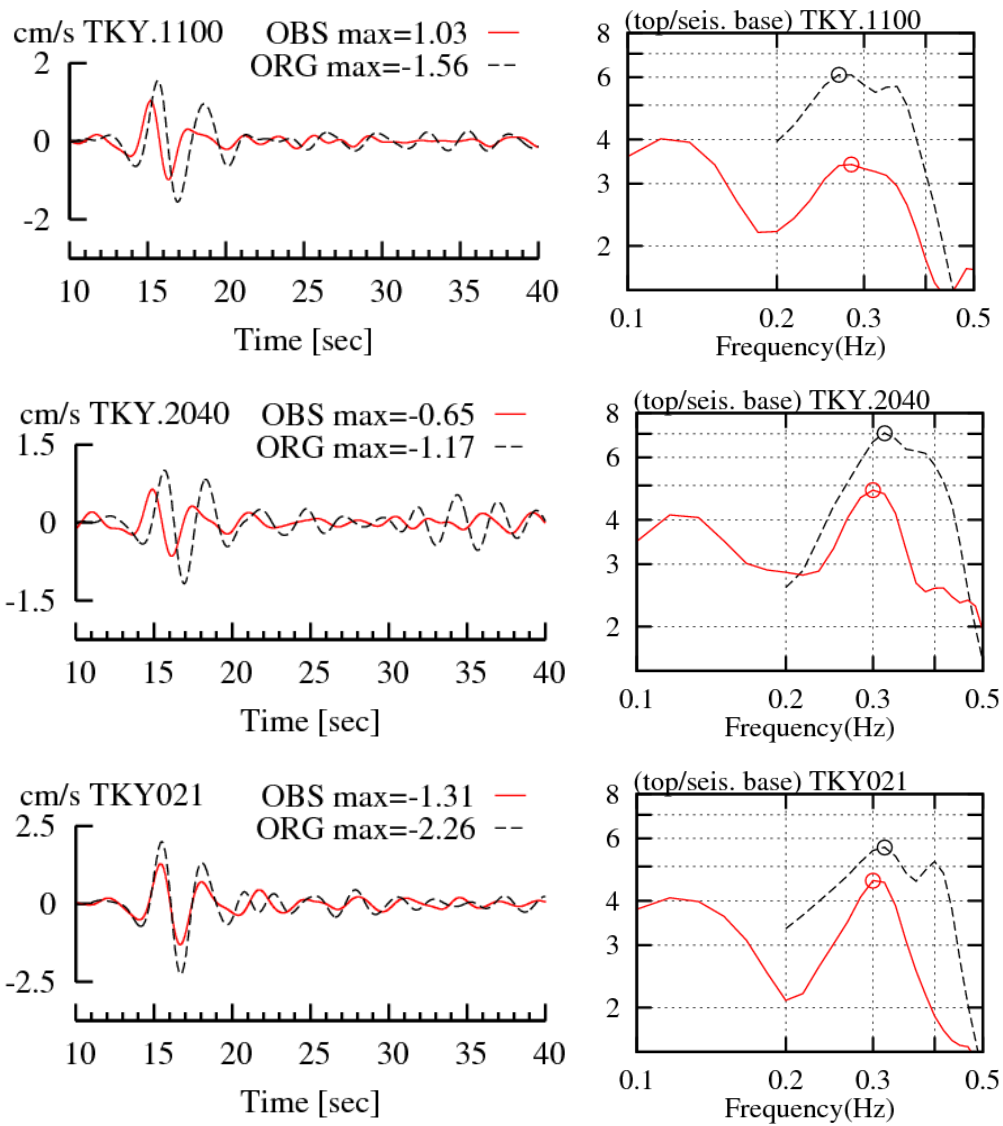 cm/s TKY.1100
OBS max=1.03
ORG max=-1.56
2
0
-2
10 15 20 25 30 35 40
Time [sec]
(top/seis. base) TKY.1100
8
6
4
3
2
0.1 0.2 0.3 0.5
Frequency(Hz)
cm/s TKY.2040
OBS max=-0.65
ORG max=-1.17
1.5
0
-1.5
10 15 20 25 30 35 40
Time [sec]
(top/seis. base) TKY.2040
8
6
4
3
2
0.1 0.2 0.3 0.5
Frequency(Hz)
cm/s TKY021
OBS max=-1.31
ORG max=-2.26
2.5
0
-2.5
10 15 20 25 30 35 40
Time [sec]
(top/seis. base) TKY021
8
6
4
3
2
0.1 0.2 0.3 0.5
Frequency(Hz)